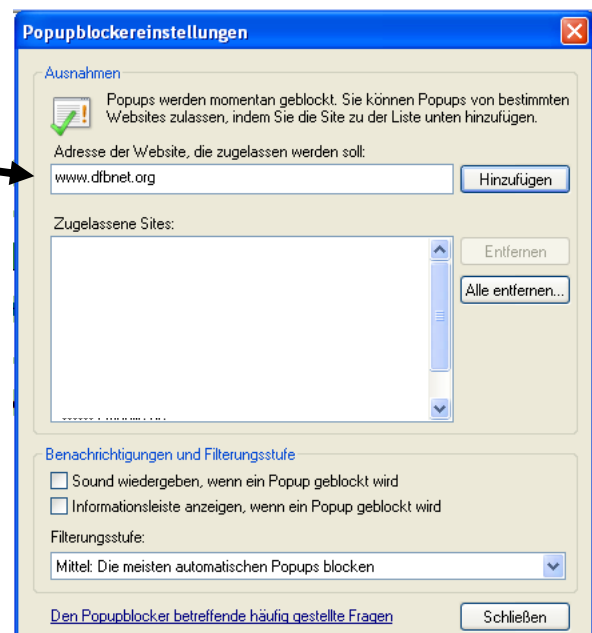 Popupblockereinstellungen
Ausnahmen
Popups werden momentan geblockt. Sie können Popups von bestimmten
Websites zulassen, indem Sie die Site zu der Liste unten hinzufügen.
Adresse der Website, die zugelassen werden soll:
www.dfbnet.org
Hinzufügen
Zugelassene Sites:
Entfernen
Alle entfernen...
Benachrichtigungen und Filterungsstufe
Sound wiedergeben, wenn ein Popup geblockt wird
Informationsleiste anzeigen, wenn ein Popup geblockt wird
Filterungsstufe:
Mittel: Die meisten automatischen Popups blocken
Den Popupblocker betreffende häufig gestellte Fragen
Schließen